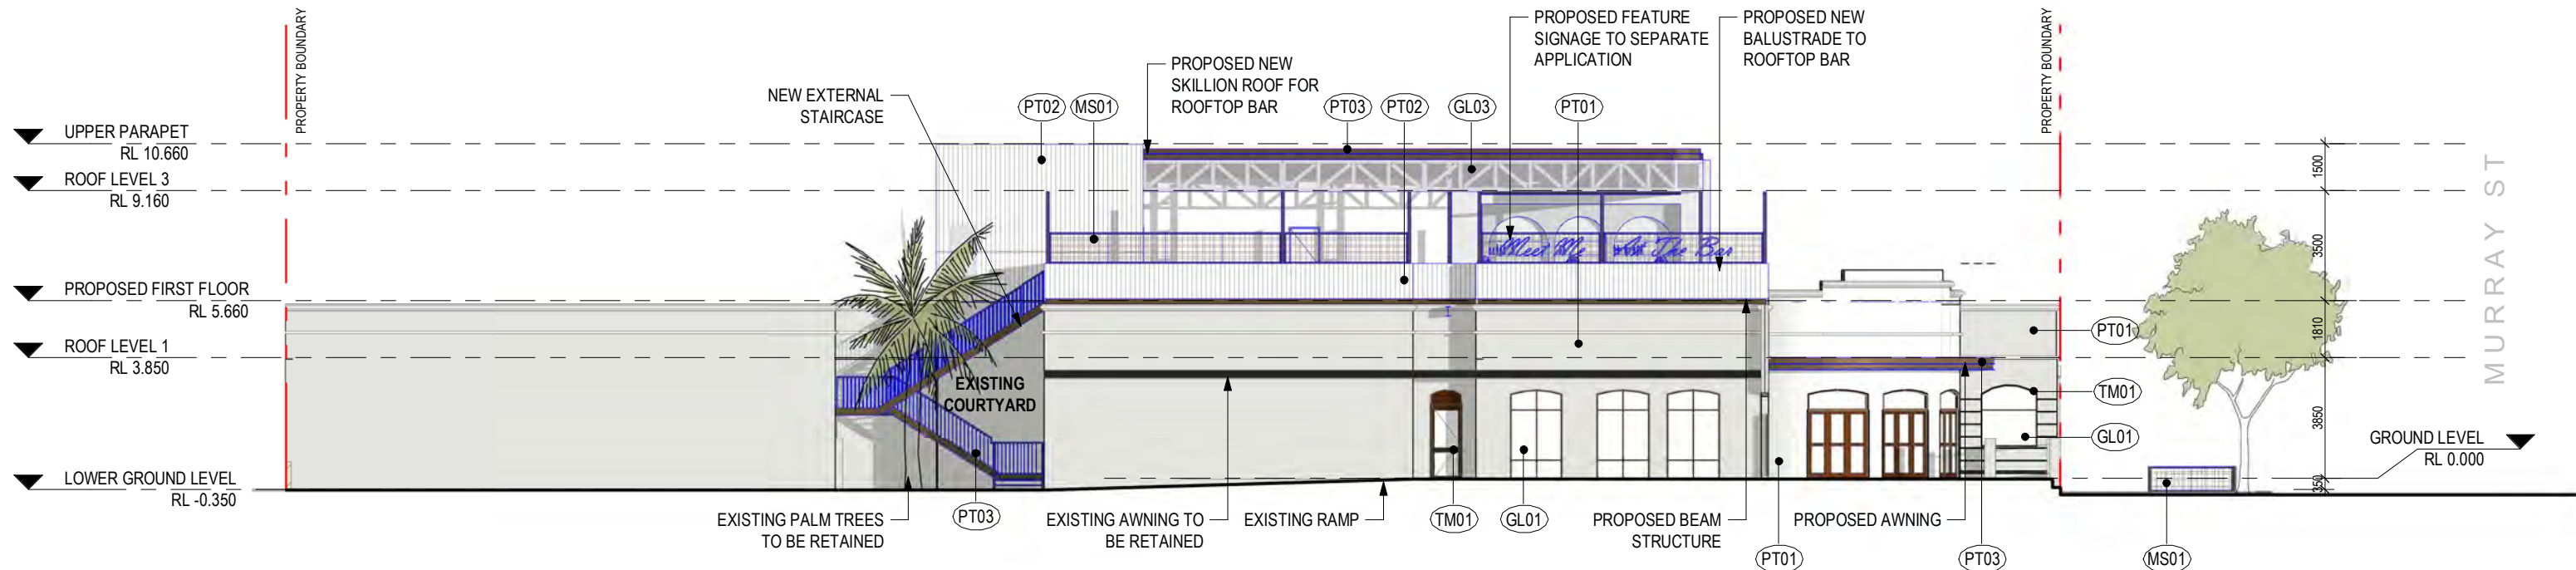 PROPERTY BOUNDARY
UPPER PARAPET
RL 10.660
ROOF LEVEL 3
RL 9.160
PROPOSED FIRST FLOOR
RL 5.660
ROOF LEVEL 1
RL 3.850
LOWER GROUND LEVEL
RL -0.350
NEW EXTERNAL
STAIRCASE
PT02
MS01
PROPOSED NEW
SKILLION ROOF FOR
ROOFTOP BAR
PT03
PT02
GL03
PT01
PROPOSED FEATURE
SIGNAGE TO SEPARATE
APPLICATION
PROPOSED NEW
BALUSTRADE TO
ROOFTOP BAR
PROPERTY BOUNDARY
Meet Me At The Bar
EXISTING
COURTYARD
1500
3500
1810
3850
350
MURRAY ST
PT01
TM01
GL01
GROUND LEVEL
RL 0.000
EXISTING PALM TREES
TO BE RETAINED
PT03
EXISTING AWNING TO
BE RETAINED
EXISTING RAMP
TM01
GL01
PROPOSED BEAM
STRUCTURE
PT01
PROPOSED AWNING
PT03
MS01